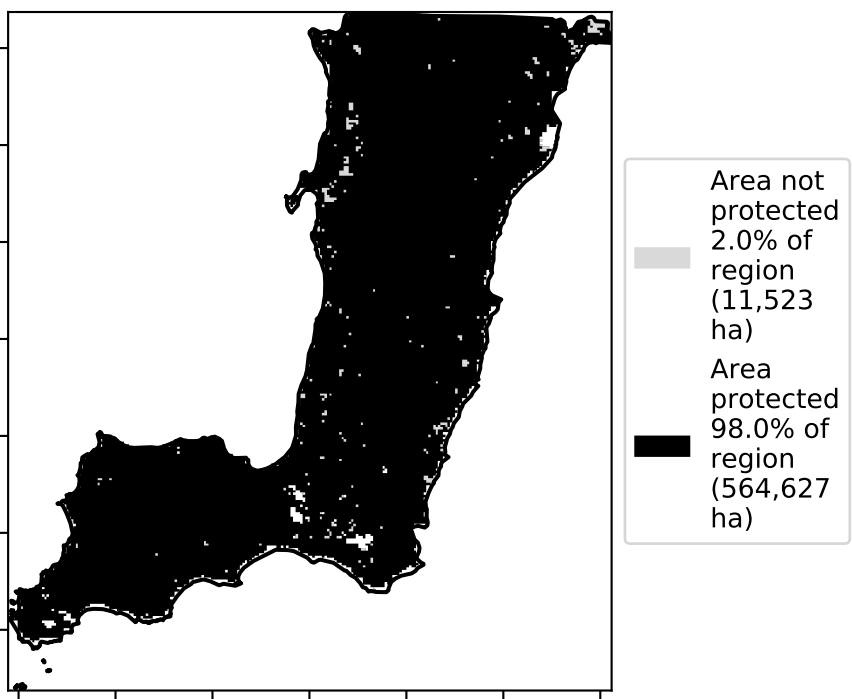 Area not
protected
2.0% of
region
(11,523
ha)
Area
protected
98.0% of
region
(564,627
ha)